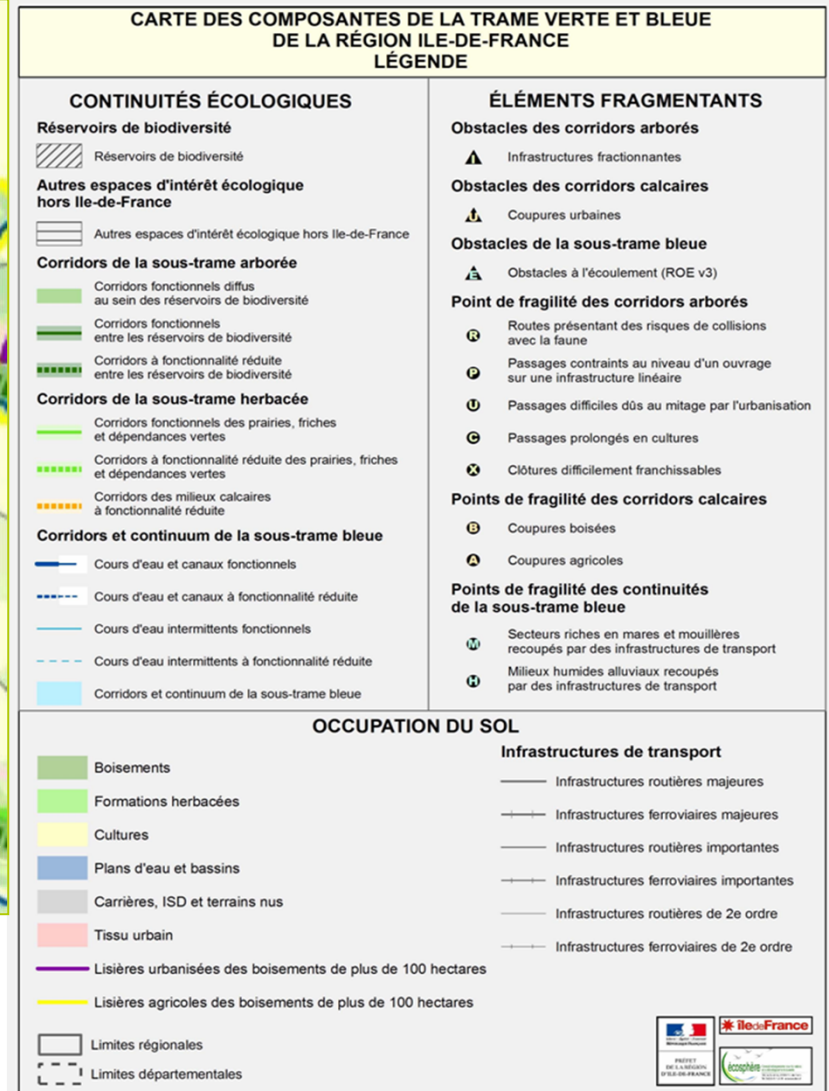 CARTE DES COMPOSANTES DE LA TRAME VERTE ET BLEUE
DE LA RÉGION ILE-DE-FRANCE
LÉGENDE
CONTINUITÉS ÉCOLOGIQUES
Réservoirs de biodiversité
Réservoirs de biodiversité
Autres espaces d'intérêt écologique
hors Ile-de-France
Autres espaces d'intérêt écologique hors Ile-de-France
Corridors de la sous-trame arborée
Corridors fonctionnels diffus
au sein des réservoirs de biodiversité
Corridors fonctionnels
entre les réservoirs de biodiversité
Corridors à fonctionnalité réduite
entre les réservoirs de biodiversité
Corridors de la sous-trame herbacée
Corridors fonctionnels des prairies, friches
et dépendances vertes
Corridors à fonctionnalité réduite des prairies, friches
et dépendances vertes
Corridors des milieux calcaires
à fonctionnalité réduite
Corridors et continuum de la sous-trame bleue
Cours d'eau et canaux fonctionnels
Cours d'eau et canaux à fonctionnalité réduite
Cours d'eau intermittents fonctionnels
Cours d'eau intermittents à fonctionnalité réduite
Corridors et continuum de la sous-trame bleue
ÉLÉMENTS FRAGMENTANTS
Obstacles des corridors arborés
I Infrastructures fractionnantes
Obstacles des corridors calcaires
U Coupures urbaines
Obstacles de la sous-trame bleue
E Obstacles à l'écoulement (ROE v3)
Point de fragilité des corridors arborés
R Routes présentant des risques de collisions
avec la faune
P Passages contraints au niveau d'un ouvrage
sur une infrastructure linéaire
U Passages difficiles dûs au mitage par l'urbanisation
C Passages prolongés en cultures
X Clôtures difficilement franchissables
Points de fragilité des corridors calcaires
B Coupures boisées
A Coupures agricoles
Points de fragilité des continuités
de la sous-trame bleue
M Secteurs riches en mares et mouillères
recoupés par des infrastructures de transport
H Milieux humides alluviaux recoupés
par des infrastructures de transport
OCCUPATION DU SOL
Boisements
Formations herbacées
Cultures
Plans d'eau et bassins
Carrières, ISD et terrains nus
Tissu urbain
Lisières urbanisées des boisements de plus de 100 hectares
Lisières agricoles des boisements de plus de 100 hectares
Limites régionales
Limites départementales
Infrastructures de transport
Infrastructures routières majeures
Infrastructures ferroviaires majeures
Infrastructures routières importantes
Infrastructures ferroviaires importantes
Infrastructures routières de 2e ordre
Infrastructures ferroviaires de 2e ordre
PRÉFET
DE LA RÉGION
D'ILE-DE-FRANCE
îledeFrance
écosphère